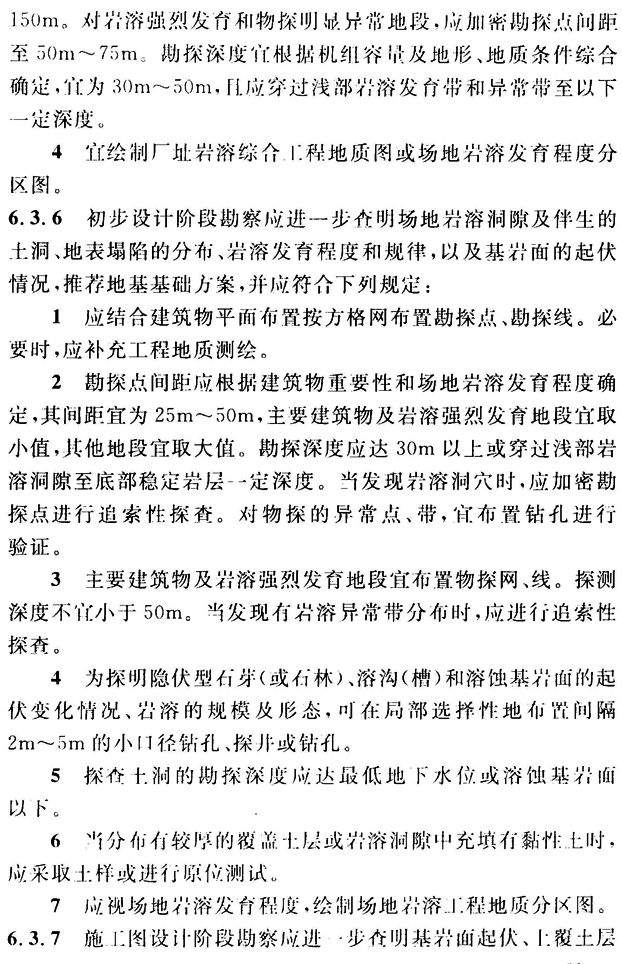 150m。对岩溶强烈发育和物探明显异常地段,应加密勘探点间距
至 50m～75m。勘探深度宜根据机组容量及地形、地质条件综合
确定,宜为 30m～50m,且应穿过浅部岩溶发育带和异常带至以下
一定深度。
4 宜绘制厂址岩溶综合工程地质图或场地岩溶发育程度分
区图。
6.3.6 初步设计阶段勘察应进一步查明场地岩溶洞隙及伴生的
土洞、地表塌陷的分布、岩溶发育程度和规律,以及基岩面的起伏
情况,推荐地基基础方案,并应符合下列规定:
1 应结合建筑物平面布置按方格网布置勘探点、勘探线。必
要时,应补充工程地质测绘。
2 勘探点间距应根据建筑物重要性和场地岩溶发育程度确
定,其间距宜为 25m～50m,主要建筑物及岩溶强烈发育地段宜取
小值,其他地段宜取大值。勘探深度应达 30m 以上或穿过浅部岩
溶洞隙至底部稳定岩层一定深度。当发现岩溶洞穴时,应加密勘
探点进行追索性探查。对物探的异常点、带,宜布置钻孔进行
验证。
3 主要建筑物及岩溶强烈发育地段宜布置物探网、线。探测
深度不宜小于 50m。当发现有岩溶异常带分布时,应进行追索性
探查。
4 为探明隐伏型石芽(或石林)、溶沟(槽)和溶蚀基岩面的起
伏变化情况、岩溶的规模及形态,可在局部选择性地布置间隔
2m～5m 的小口径钻孔、探井或钻孔。
5 探查土洞的勘探深度应达最低地下水位或溶蚀基岩面
以下。
6 当分布有较厚的覆盖土层或岩溶洞隙中充填有黏性土时,
应采取土样或进行原位测试。
7 应视场地岩溶发育程度,绘制场地岩溶工程地质分区图。
6.3.7 施工图设计阶段勘察应进一步查明基岩面起伏、上覆土层